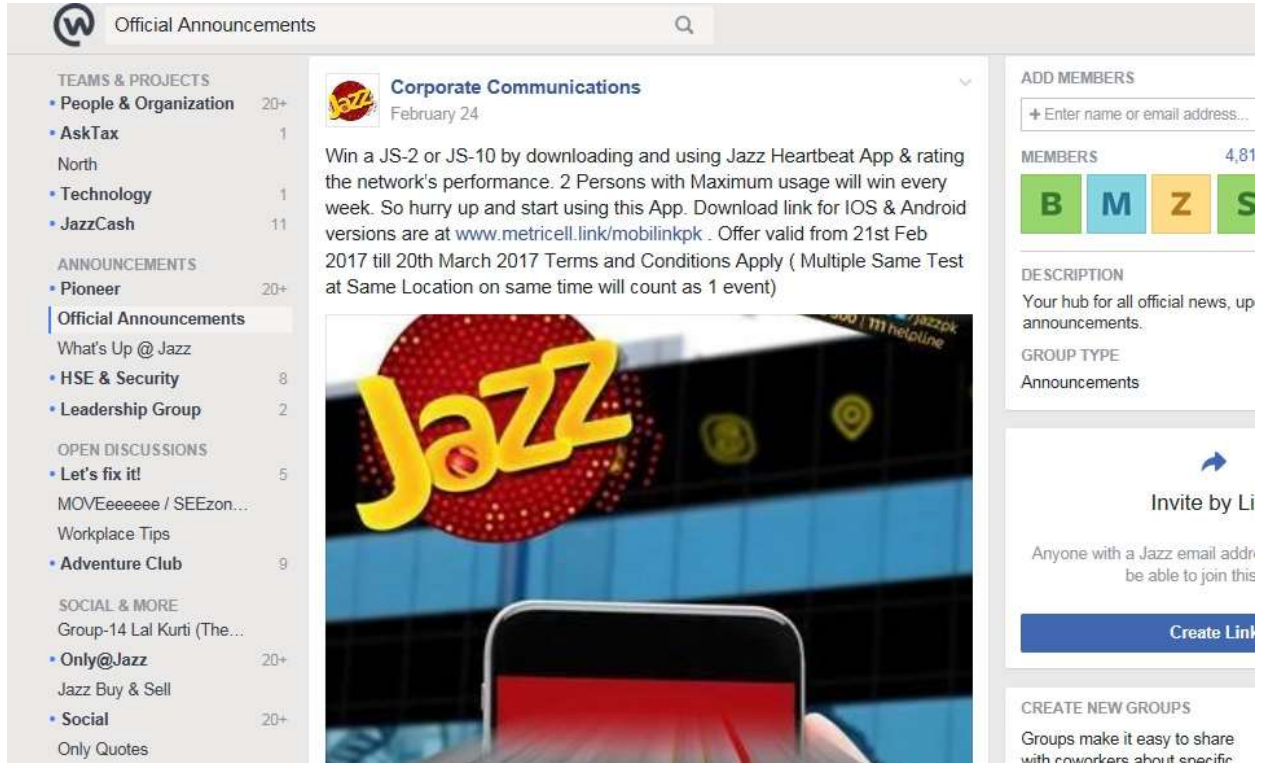 Official Announcements
TEAMS & PROJECTS
• People & Organization 20+
• AskTax 1
North
• Technology 1
• JazzCash 11
ANNOUNCEMENTS
• Pioneer 20+
Official Announcements
What's Up @ Jazz
• HSE & Security 8
• Leadership Group 2
OPEN DISCUSSIONS
• Let's fix it! 5
MOVEeeeeee / SEEzon...
Workplace Tips
• Adventure Club 9
SOCIAL & MORE
Group-14 Lal Kurti (The...
• Only@Jazz 20+
Jazz Buy & Sell
• Social 20+
Only Quotes
Jazz
Corporate Communications
February 24
Win a JS-2 or JS-10 by downloading and using Jazz Heartbeat App & rating
the network's performance. 2 Persons with Maximum usage will win every
week. So hurry up and start using this App. Download link for IOS & Android
versions are at www.metricell.link/mobilinkpk . Offer valid from 21st Feb
2017 till 20th March 2017 Terms and Conditions Apply ( Multiple Same Test
at Same Location on same time will count as 1 event)
/jazzpk
111 helpline
Jazz
ADD MEMBERS
+ Enter name or email address...
MEMBERS 4,81
B M Z S
DESCRIPTION
Your hub for all official news, up
announcements.
GROUP TYPE
Announcements
Invite by Li
Anyone with a Jazz email addr
be able to join this
Create Link
CREATE NEW GROUPS
Groups make it easy to share
with coworkers about specific